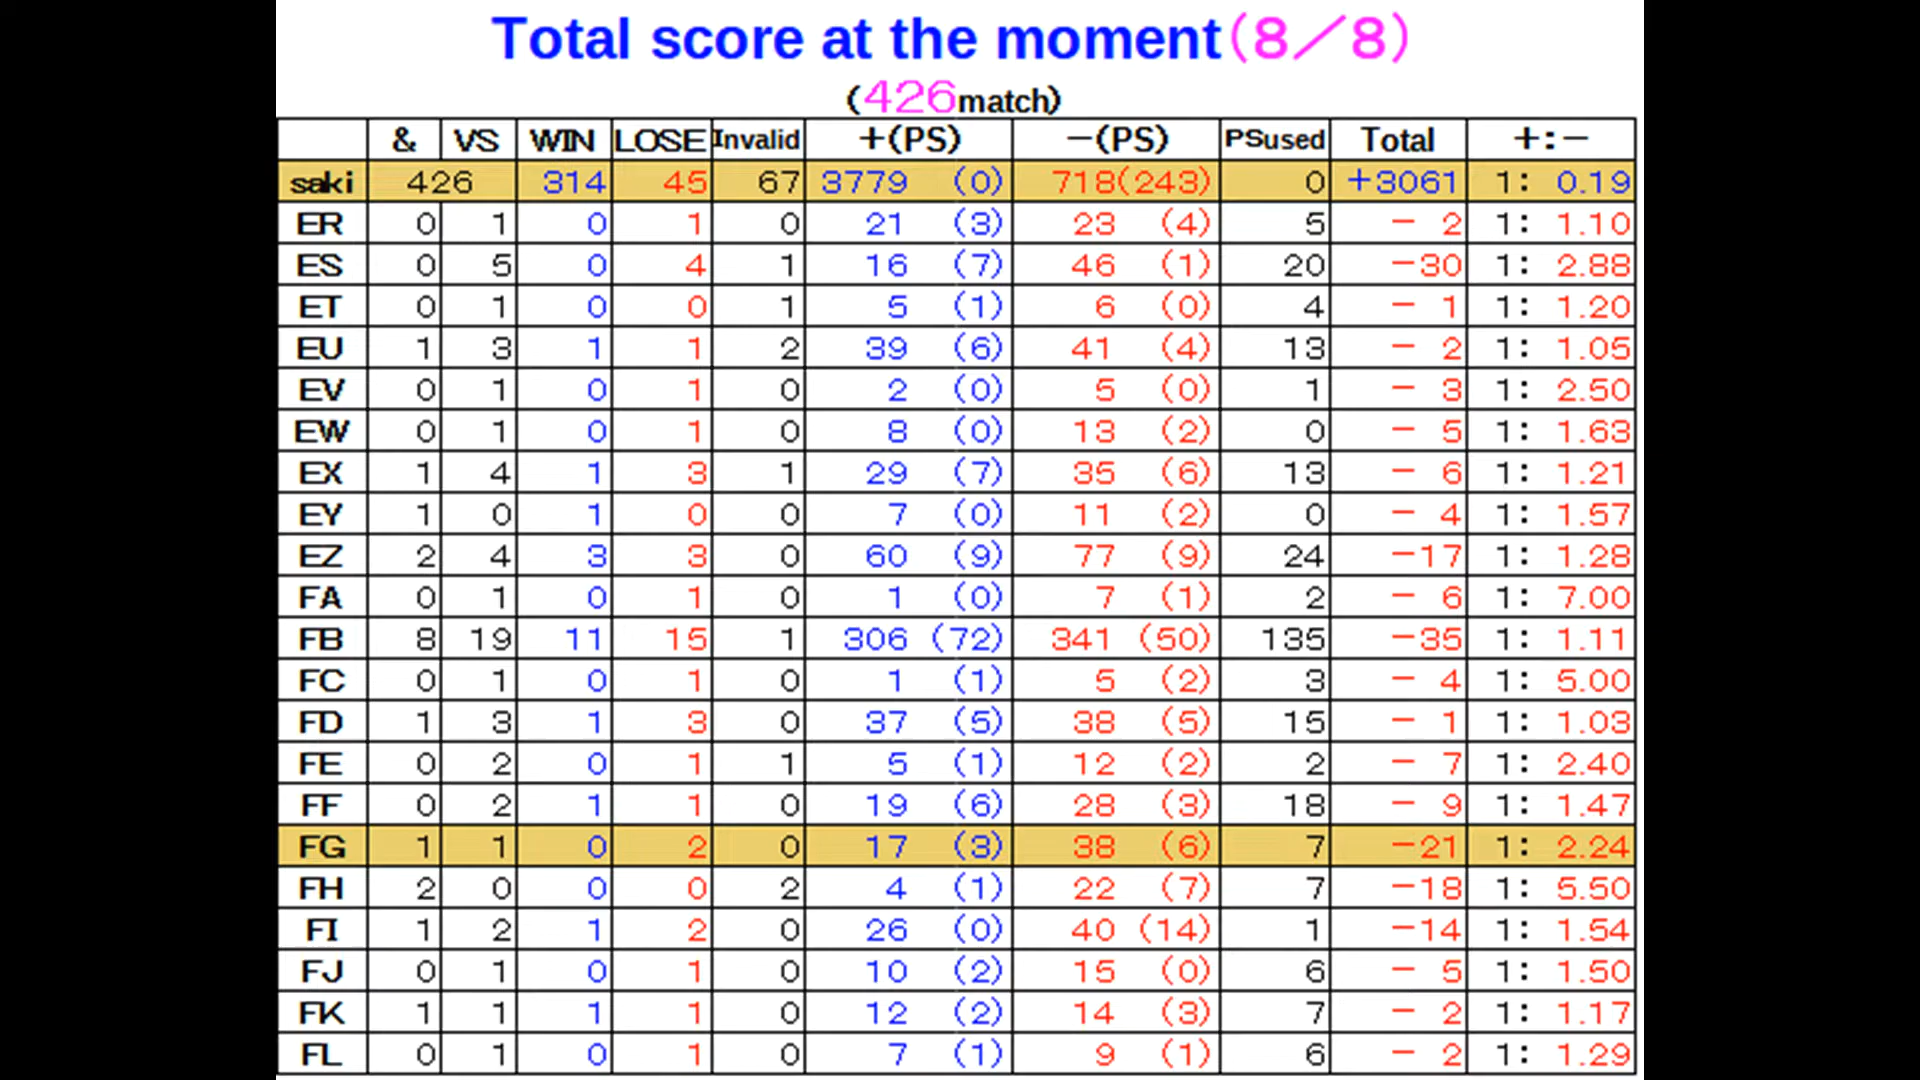 Total score at the moment(8／8)
(426match)
& VS WIN LOSE Invalid +(PS) −(PS) PSused Total +:−
saki 426 314 45 67 3779 (0) 718(243) 0 +3061 1: 0.19
ER 0 1 0 1 0 21 (3) 23 (4) 5 − 2 1: 1.10
ES 0 5 0 4 1 16 (7) 46 (1) 20 −30 1: 2.88
ET 0 1 0 0 1 5 (1) 6 (0) 4 − 1 1: 1.20
EU 1 3 1 1 2 39 (6) 41 (4) 13 − 2 1: 1.05
EV 0 1 0 1 0 2 (0) 5 (0) 1 − 3 1: 2.50
EW 0 1 0 1 0 8 (0) 13 (2) 0 − 5 1: 1.63
EX 1 4 1 3 1 29 (7) 35 (6) 13 − 6 1: 1.21
EY 1 0 1 0 0 7 (0) 11 (2) 0 − 4 1: 1.57
EZ 2 4 3 3 0 60 (9) 77 (9) 24 −17 1: 1.28
FA 0 1 0 1 0 1 (0) 7 (1) 2 − 6 1: 7.00
FB 8 19 11 15 1 306 (72) 341 (50) 135 −35 1: 1.11
FC 0 1 0 1 0 1 (1) 5 (2) 3 − 4 1: 5.00
FD 1 3 1 3 0 37 (5) 38 (5) 15 − 1 1: 1.03
FE 0 2 0 1 1 5 (1) 12 (2) 2 − 7 1: 2.40
FF 0 2 1 1 0 19 (6) 28 (3) 18 − 9 1: 1.47
FG 1 1 0 2 0 17 (3) 38 (6) 7 −21 1: 2.24
FH 2 0 0 0 2 4 (1) 22 (7) 7 −18 1: 5.50
FI 1 2 1 2 0 26 (0) 40 (14) 1 −14 1: 1.54
FJ 0 1 0 1 0 10 (2) 15 (0) 6 − 5 1: 1.50
FK 1 1 1 1 0 12 (2) 14 (3) 7 − 2 1: 1.17
FL 0 1 0 1 0 7 (1) 9 (1) 6 − 2 1: 1.29